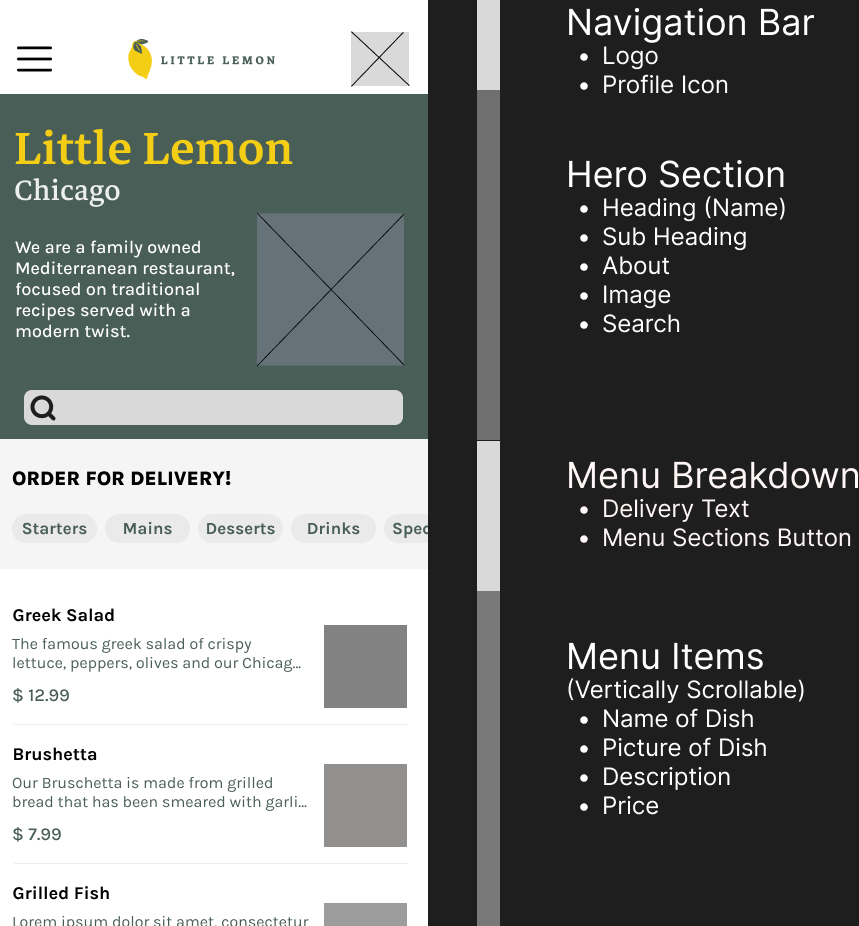 LITTLE LEMON
Little Lemon
Chicago
We are a family owned
Mediterranean restaurant,
focused on traditional
recipes served with a
modern twist.
ORDER FOR DELIVERY!
Starters Mains Desserts Drinks Spec
Greek Salad
The famous greek salad of crispy
lettuce, peppers, olives and our Chicag...
$ 12.99
Brushetta
Our Bruschetta is made from grilled
bread that has been smeared with garli...
$ 7.99
Grilled Fish
Lorem ipsum dolor sit amet, consectetur
Navigation Bar
• Logo
• Profile Icon
Hero Section
• Heading (Name)
• Sub Heading
• About
• Image
• Search
Menu Breakdown
• Delivery Text
• Menu Sections Button
Menu Items
(Vertically Scrollable)
• Name of Dish
• Picture of Dish
• Description
• Price